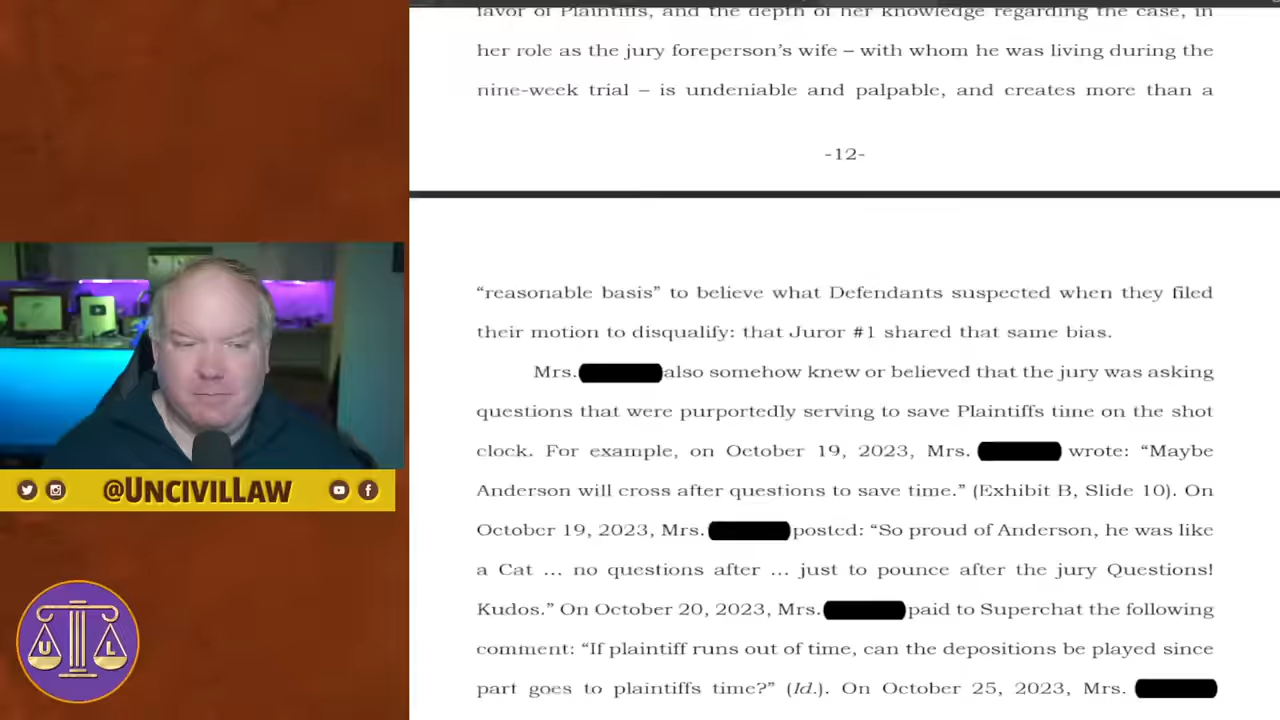 favor of Plaintiffs, and the depth of her knowledge regarding the case, in
her role as the jury foreperson's wife – with whom he was living during the
nine-week trial – is undeniable and palpable, and creates more than a
-12-
“reasonable basis” to believe what Defendants suspected when they filed
their motion to disqualify: that Juror #1 shared that same bias.
Mrs. also somehow knew or believed that the jury was asking
questions that were purportedly serving to save Plaintiffs time on the shot
clock. For example, on October 19, 2023, Mrs. wrote: “Maybe
Anderson will cross after questions to save time.” (Exhibit B, Slide 10). On
October 19, 2023, Mrs. posted: “So proud of Anderson, he was like
a Cat … no questions after … just to pounce after the jury Questions!
Kudos.” On October 20, 2023, Mrs. paid to Superchat the following
comment: “If plaintiff runs out of time, can the depositions be played since
part goes to plaintiffs time?” (Id.). On October 25, 2023, Mrs.
@UNCIVILLAW
U L